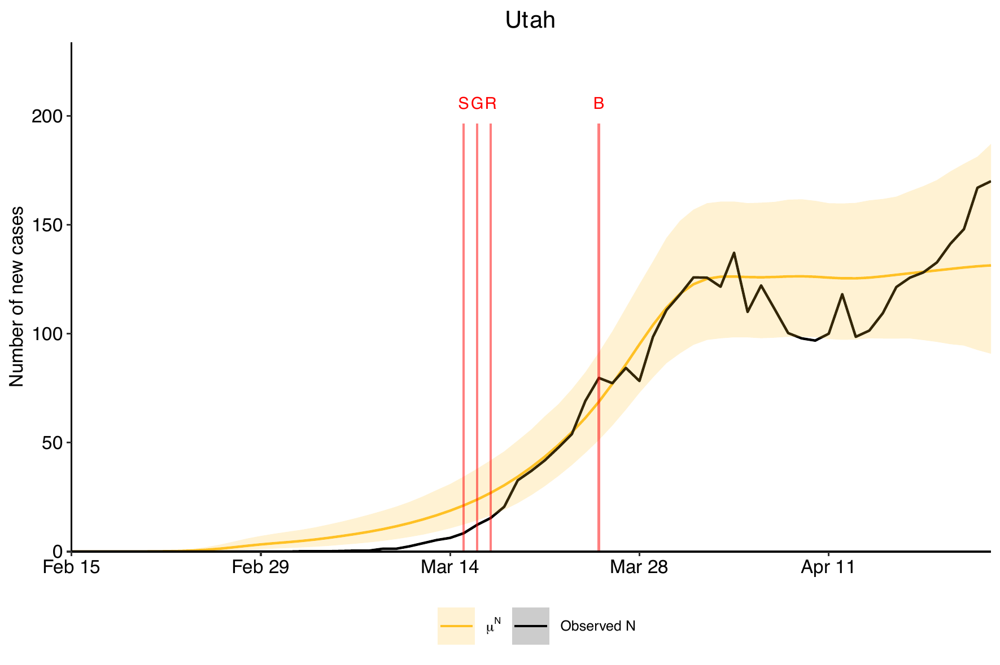 Utah
Number of new cases
200
150
100
50
0
S G R B
Feb 15 Feb 29 Mar 14 Mar 28 Apr 11
μN Observed N